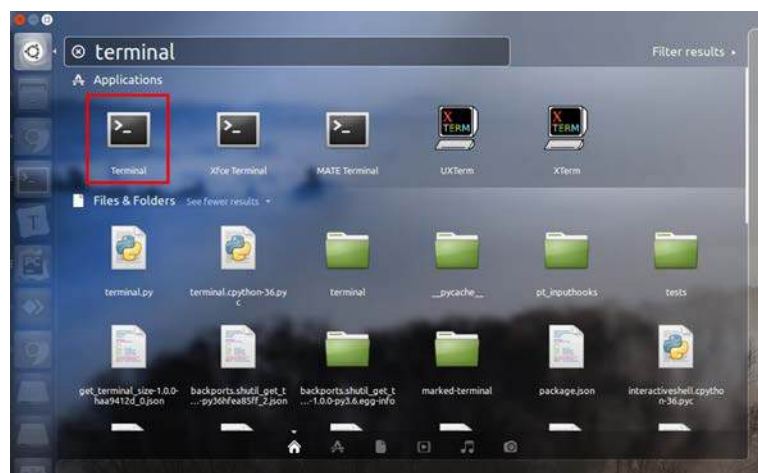 terminal
Filter results
Applications
Terminal
Xfce Terminal
MATE Terminal
X TERM
UXTerm
X TERM
XTerm
Files & Folders See fewer results
terminal.py
terminal.cpython-36.py
c
terminal
__pycache__
pt_inputhooks
tests
get_terminal_size-1.0.0-
haa9412d_0.json
backports.shutil_get_t
...-py36hfea85ff_2.json
backports.shutil_get_t
...-1.0.0-py3.6.egg-info
marked-terminal
package.json
interactiveshell.cpytho
n-36.pyc